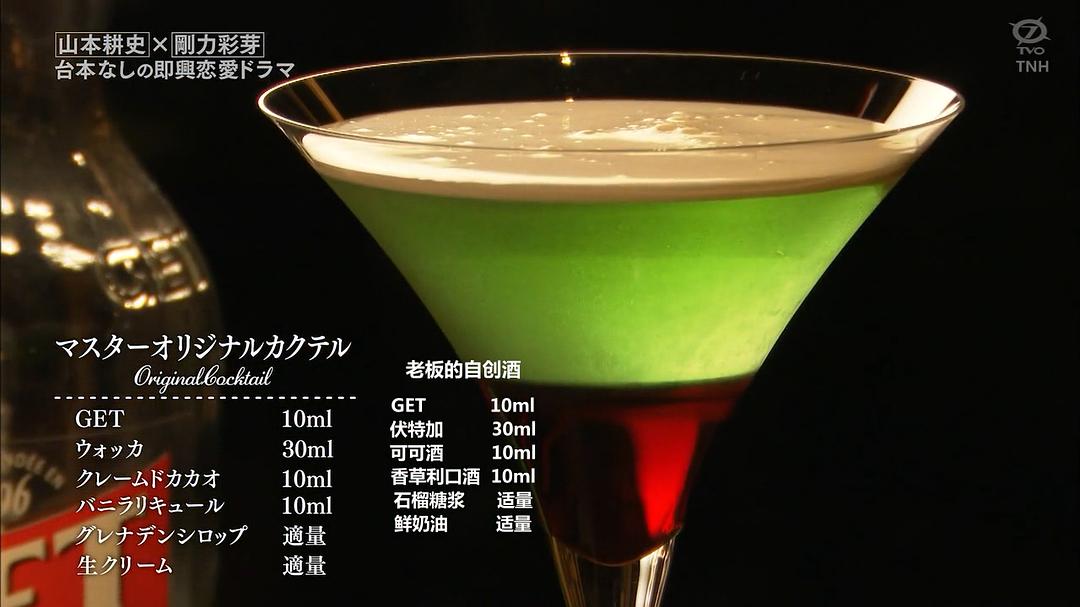 山本耕史×剛力彩芽
台本なしの即興恋愛ドラマ
7
TVO
TNH
マスターオリジナルカクテル
Original Cocktail
GET 10ml
ウォッカ 30ml
クレームドカカオ 10ml
バニラリキュール 10ml
グレナデンシロップ 適量
生クリーム 適量
老板的自创酒
GET 10ml
伏特加 30ml
可可酒 10ml
香草利口酒 10ml
石榴糖浆 适量
鲜奶油 适量